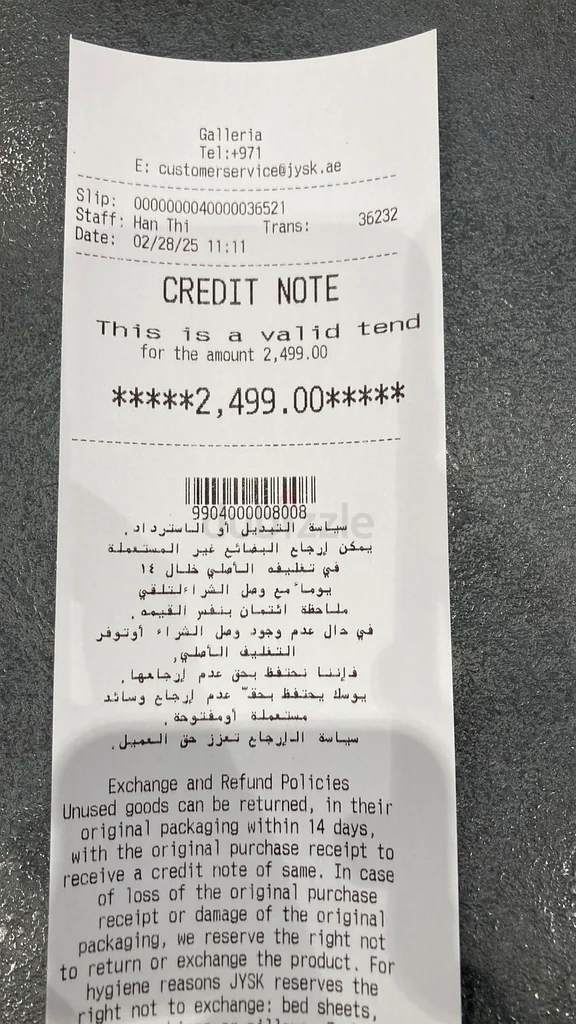 Galleria
Tel:+971
E: customerservice@jysk.ae
Slip: 0000000040000036521
Staff: Han Thi Trans: 36232
Date: 02/28/25 11:11
CREDIT NOTE
This is a valid tend
for the amount 2,499.00
*****2,499.00*****
9904000008008
سياسة التبديل أو الاسترداد.
يمكن إرجاع البضائع غير المستعملة
في تغليفه الأصلي خلال ١٤
يوما مع وصل الشراء لتلقي
ملاحظة ائتمان بنفس القيمه.
في حال عدم وجود وصل الشراء أوتوفر
التغليف الأصلي,
فإننا نحتفظ بحق عدم إرجاعها.
يوسك يحتفظ بحقّ عدم إرجاع وسائد
مستعملة أومفتوحة.
سياسة الإرجاع تعزز حق العميل.
Exchange and Refund Policies
Unused goods can be returned, in their
original packaging within 14 days,
with the original purchase receipt to
receive a credit note of same. In case
of loss of the original purchase
receipt or damage of the original
packaging, we reserve the right not
to return or exchange the product. For
hygiene reasons JYSK reserves the
right not to exchange: bed sheets,